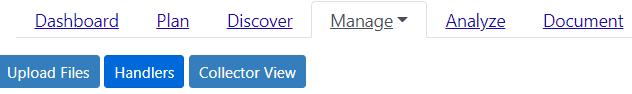 Dashboard Plan Discover Manage Analyze Document
Upload Files Handlers Collector View